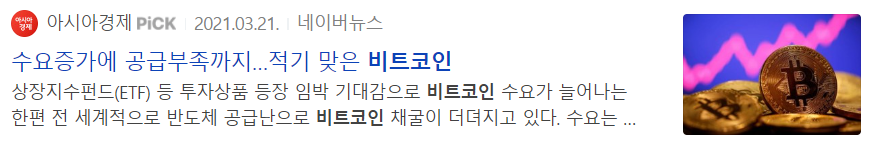 아시아경제 아시아경제 PiCK 2021.03.21. 네이버뉴스
수요증가에 공급부족까지...적기 맞은 비트코인
상장지수펀드(ETF) 등 투자상품 등장 임박 기대감으로 비트코인 수요가 늘어나는
한편 전 세계적으로 반도체 공급난으로 비트코인 채굴이 더뎌지고 있다. 수요는 ...